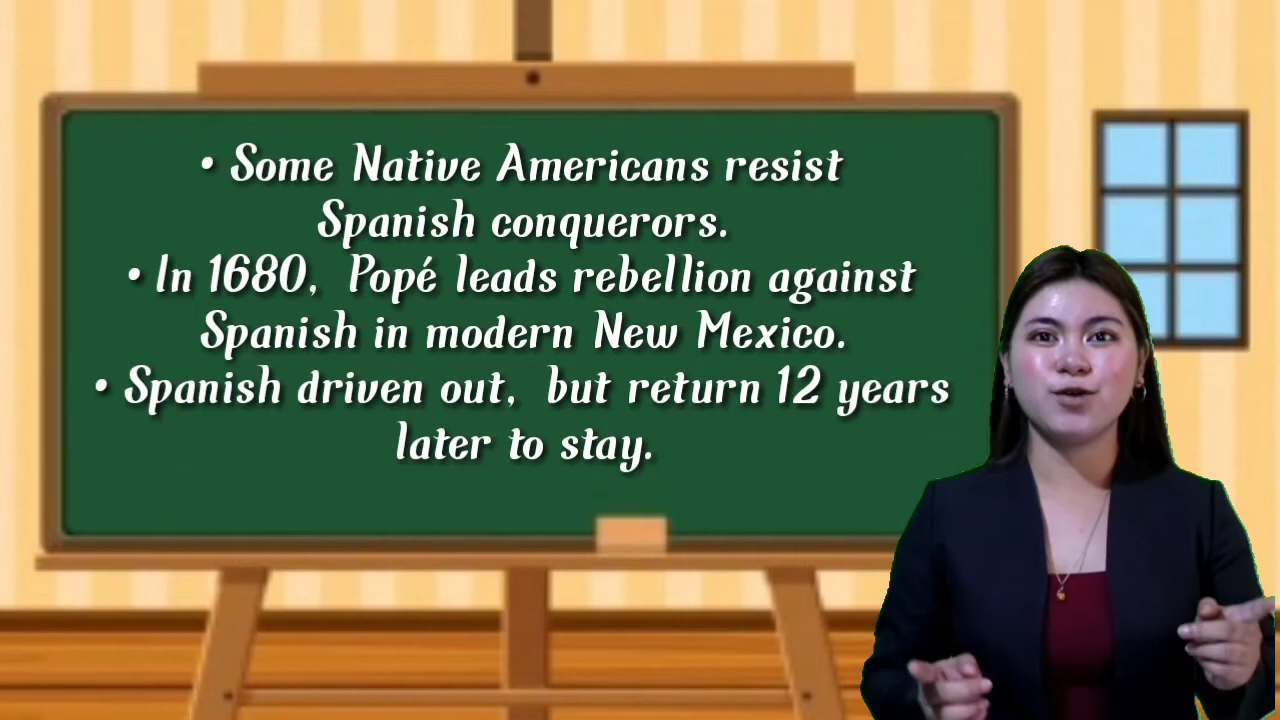 • Some Native Americans resist
Spanish conquerors.
• In 1680, Popé leads rebellion against
Spanish in modern New Mexico.
• Spanish driven out, but return 12 years
later to stay.